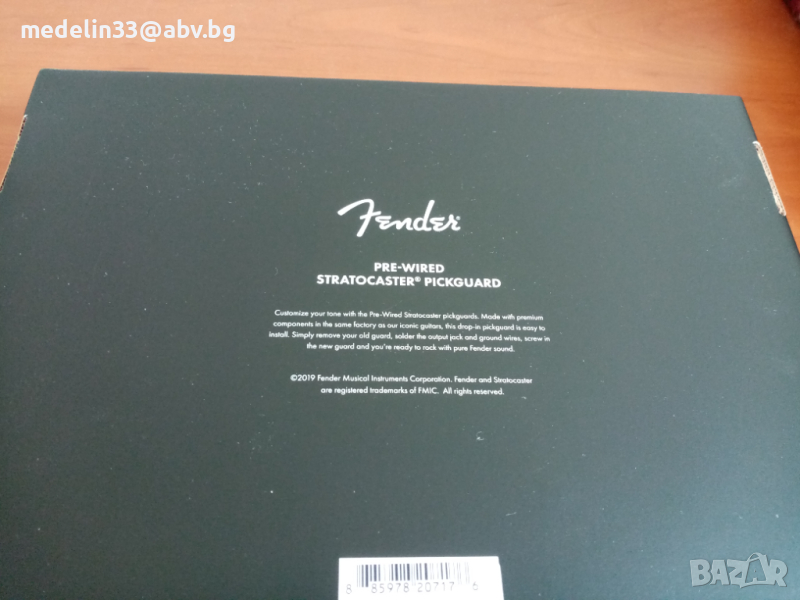 medelin33@abv.bg
Fender
PRE-WIRED
STRATOCASTER® PICKGUARD
Customize your tone with the Pre-Wired Stratocaster pickguards. Made with premium
components in the same factory as our iconic guitars, this drop-in pickguard is easy to
install. Simply remove your old guard, solder the output jack and ground wires, screw in
the new guard and you're ready to rock with pure Fender sound.
©2019 Fender Musical Instruments Corporation. Fender and Stratocaster
are registered trademarks of FMIC. All rights reserved.
8 85978 20717 6
BAZAR